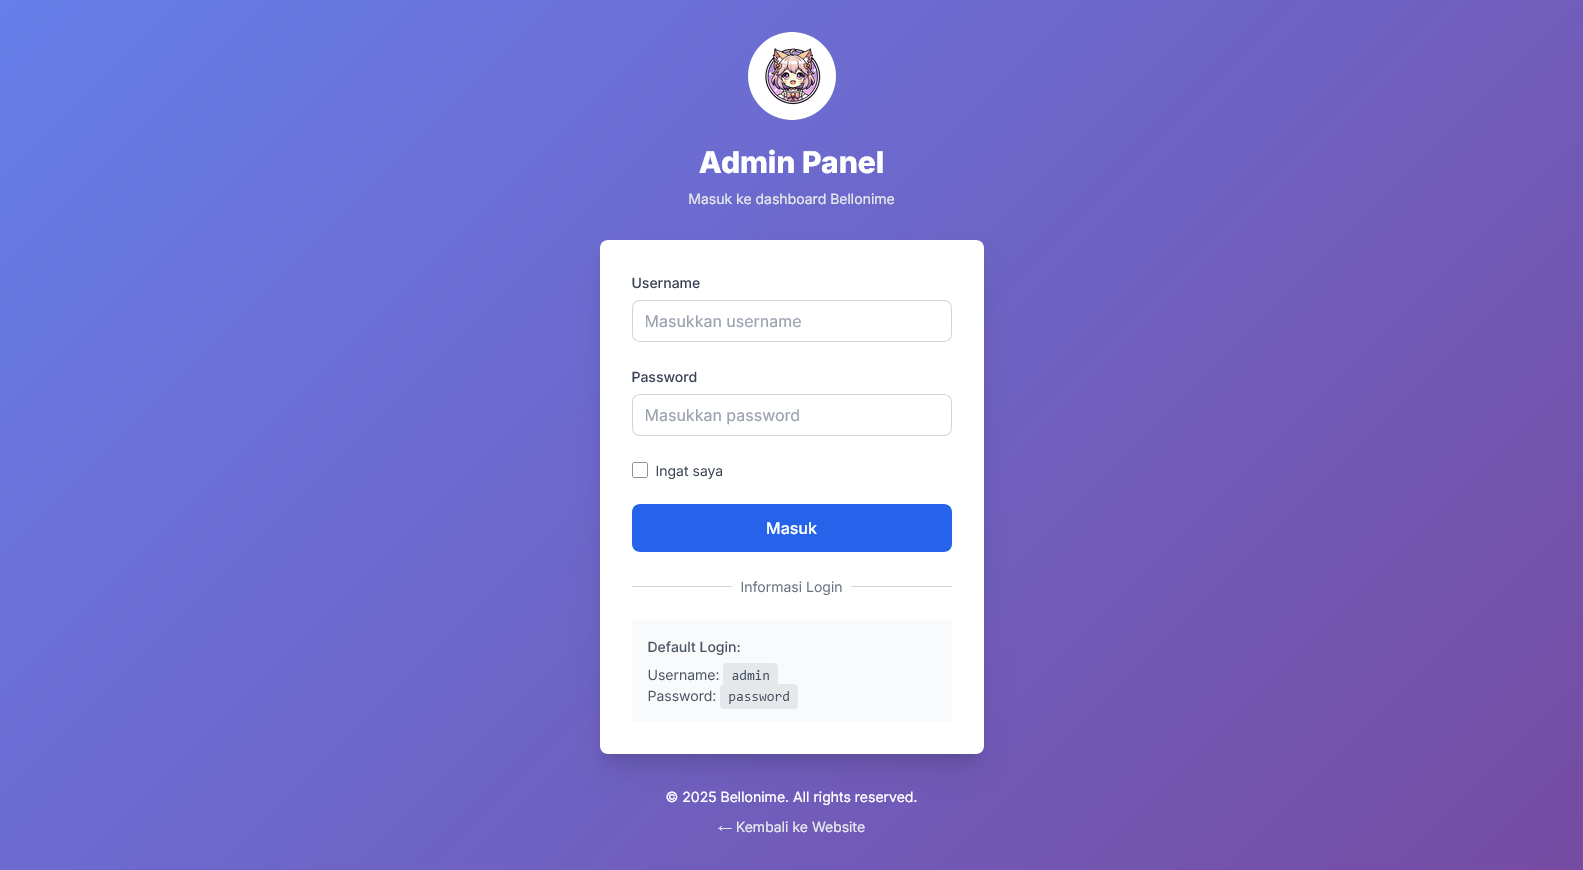 Admin Panel
Masuk ke dashboard Bellonime
Username
Masukkan username
Password
Masukkan password
Ingat saya
Masuk
Informasi Login
Default Login:
Username: admin
Password: password
© 2025 Bellonime. All rights reserved.
← Kembali ke Website